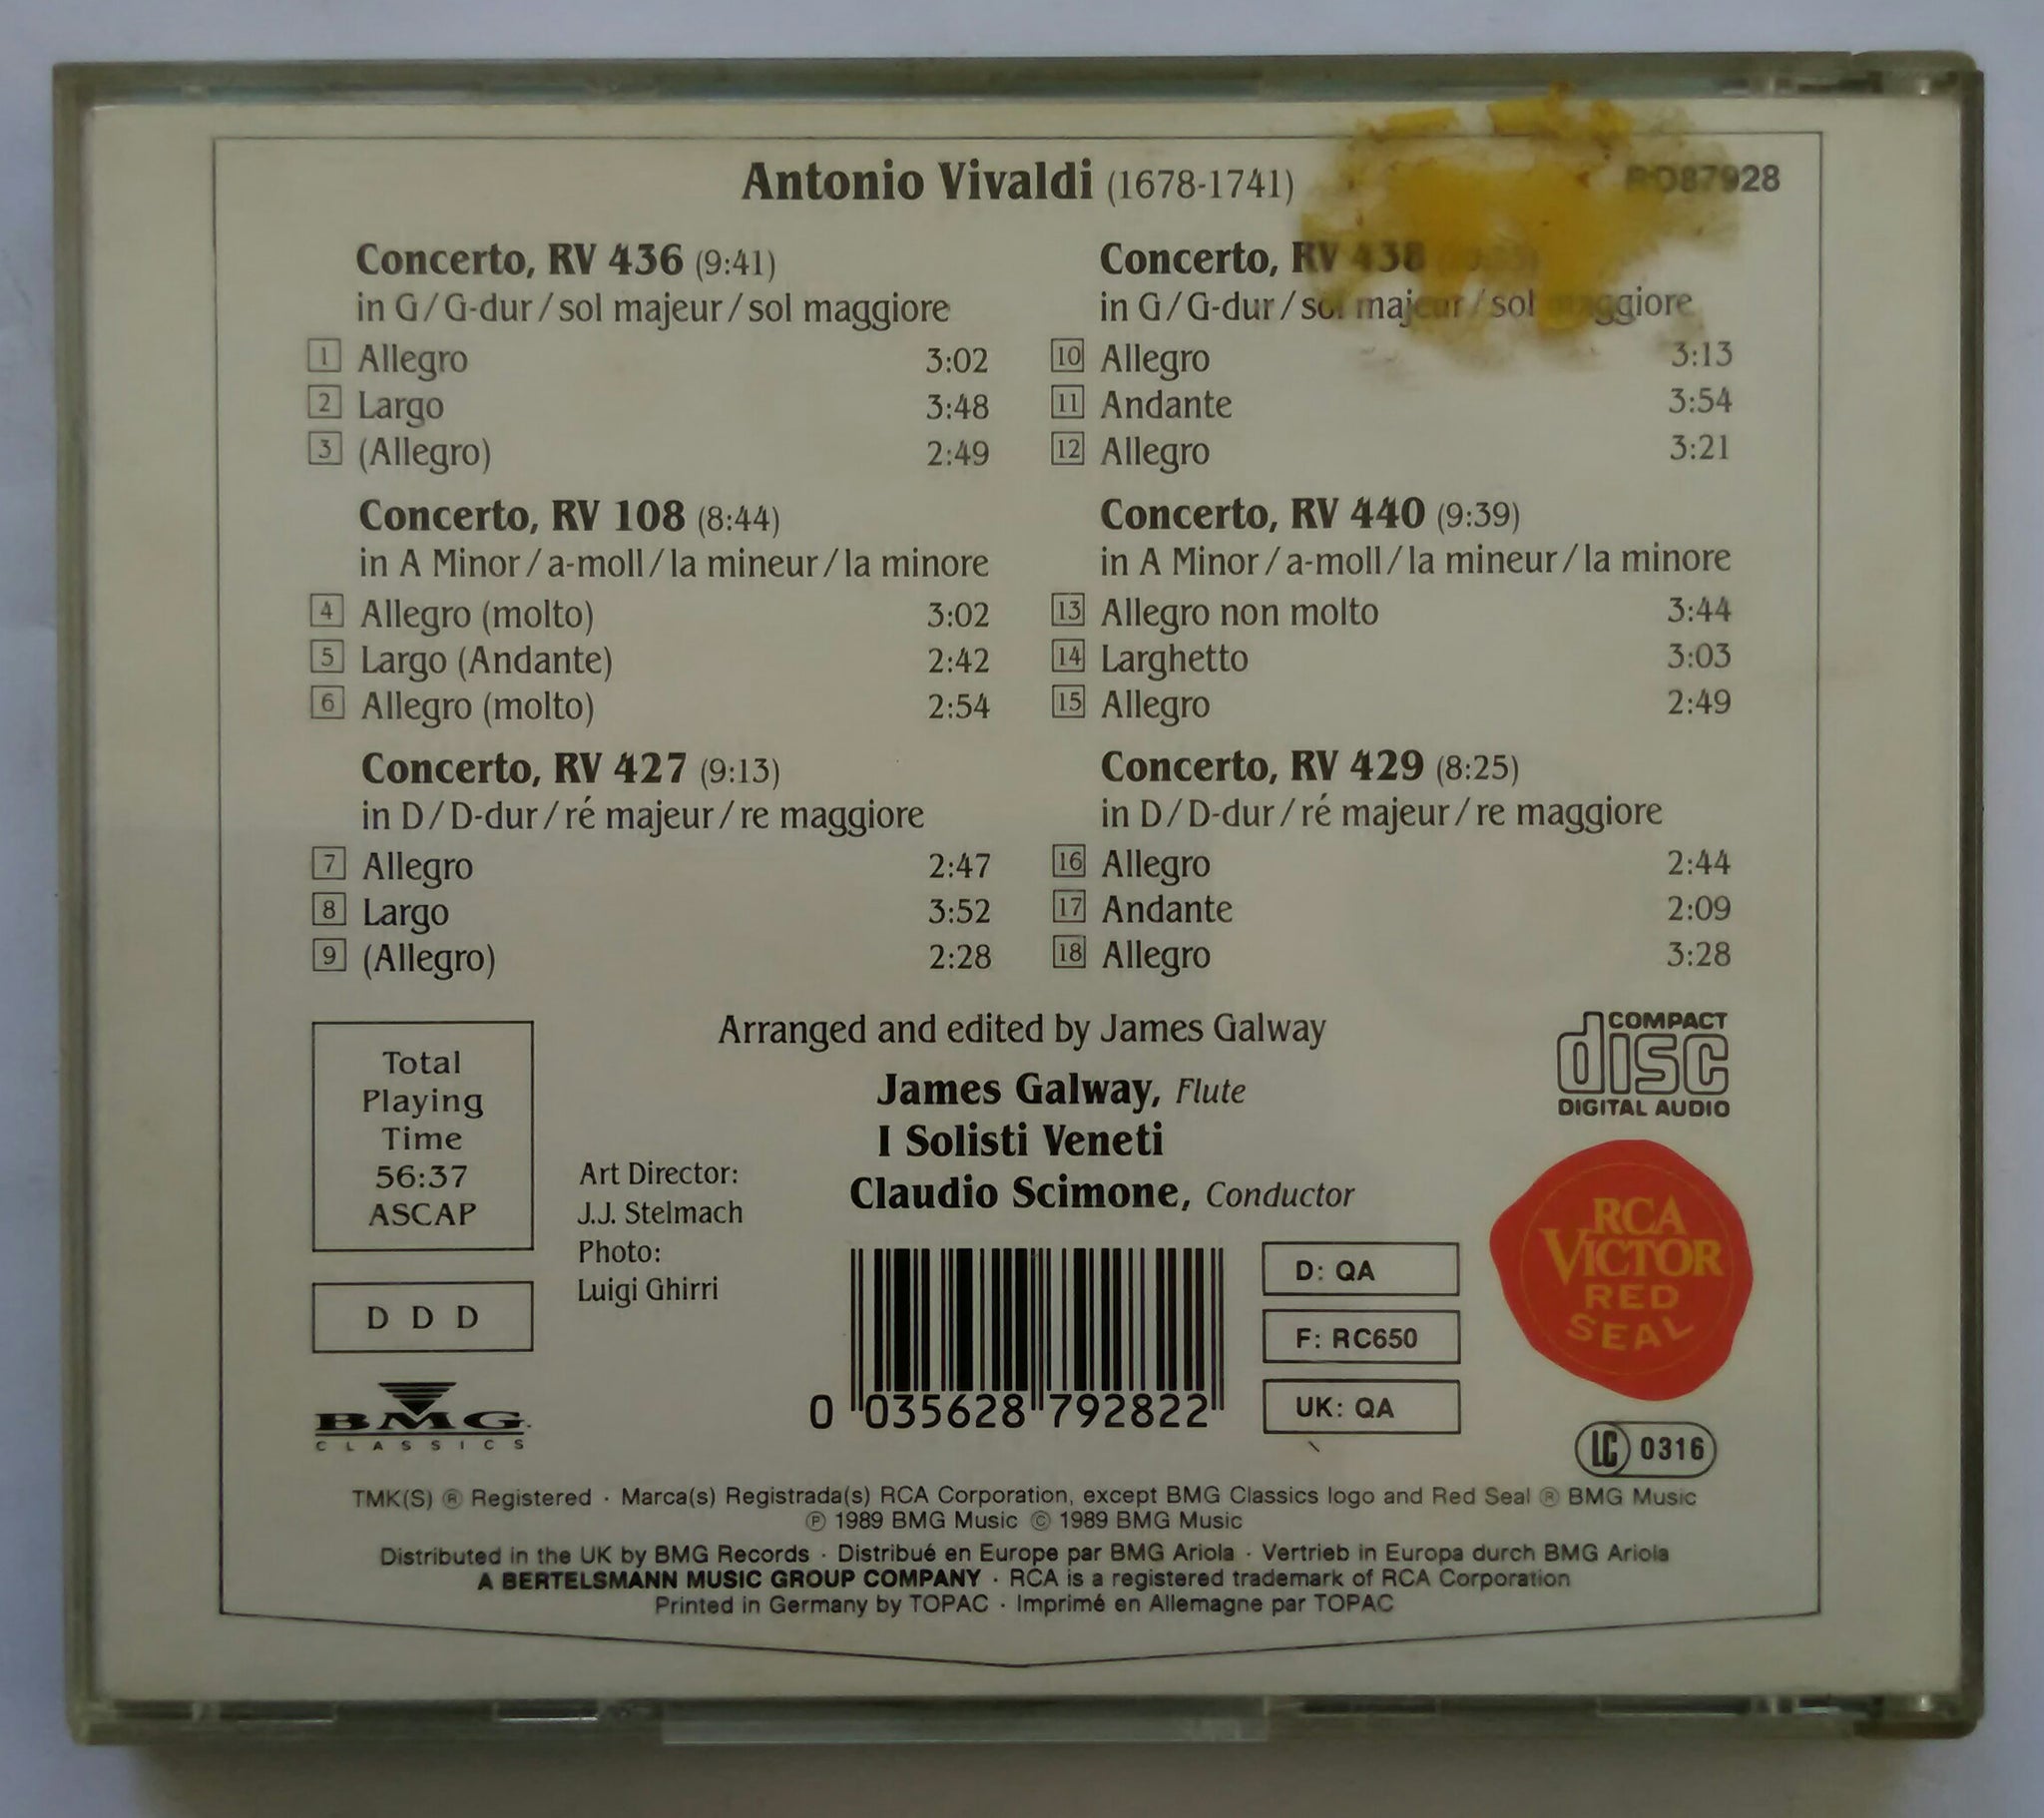 Antonio Vivaldi (1678-1741)
RD87928
Concerto, RV 436 (9:41)
in G/G-dur/sol majeur/sol maggiore
1 Allegro 3:02
2 Largo 3:48
3 (Allegro) 2:49
Concerto, RV 108 (8:44)
in A Minor/a-moll/la mineur/la minore
4 Allegro (molto) 3:02
5 Largo (Andante) 2:42
6 Allegro (molto) 2:54
Concerto, RV 427 (9:13)
in D/D-dur/ré majeur/re maggiore
7 Allegro 2:47
8 Largo 3:52
9 (Allegro) 2:28
Concerto, RV 438
in G/G-dur/sol majeur/sol maggiore
10 Allegro 3:13
11 Andante 3:54
12 Allegro 3:21
Concerto, RV 440 (9:39)
in A Minor/a-moll/la mineur/la minore
13 Allegro non molto 3:44
14 Larghetto 3:03
15 Allegro 2:49
Concerto, RV 429 (8:25)
in D/D-dur/ré majeur/re maggiore
16 Allegro 2:44
17 Andante 2:09
18 Allegro 3:28
Total
Playing
Time
56:37
ASCAP
D D D
BMG
CLASSICS
Arranged and edited by James Galway
James Galway, Flute
I Solisti Veneti
Claudio Scimone, Conductor
Art Director:
J.J. Stelmach
Photo:
Luigi Ghirri
0 035628 792822
D: QA
F: RC650
UK: QA
COMPACT
disc
DIGITAL AUDIO
RCA
VICTOR
RED
SEAL
LC 0316
TMK(S) ® Registered · Marca(s) Registrada(s) RCA Corporation, except BMG Classics logo and Red Seal ® BMG Music
℗ 1989 BMG Music © 1989 BMG Music
Distributed in the UK by BMG Records · Distribué en Europe par BMG Ariola · Vertrieb in Europa durch BMG Ariola
A BERTELSMANN MUSIC GROUP COMPANY · RCA is a registered trademark of RCA Corporation
Printed in Germany by TOPAC · Imprimé en Allemagne par TOPAC